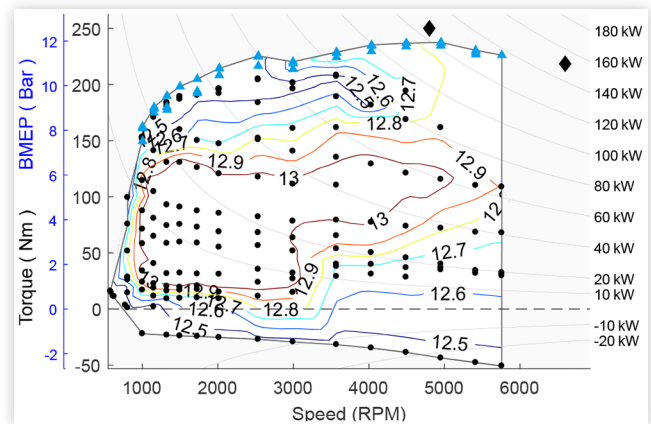 BMEP ( Bar )
Torque ( Nm )
12
10
8
6
4
2
0
-2
250
200
150
100
50
0
-50
180 kW
160 kW
140 kW
120 kW
100 kW
80 kW
60 kW
40 kW
20 kW
10 kW
-10 kW
-20 kW
12.6
12.5
12.7
12.8
12.7
12.9
12.8
12.9
13
13
12
12.9
12.7
12.6
12.8
12.6
12.5
12.5
1000
2000
3000
4000
5000
6000
Speed (RPM)